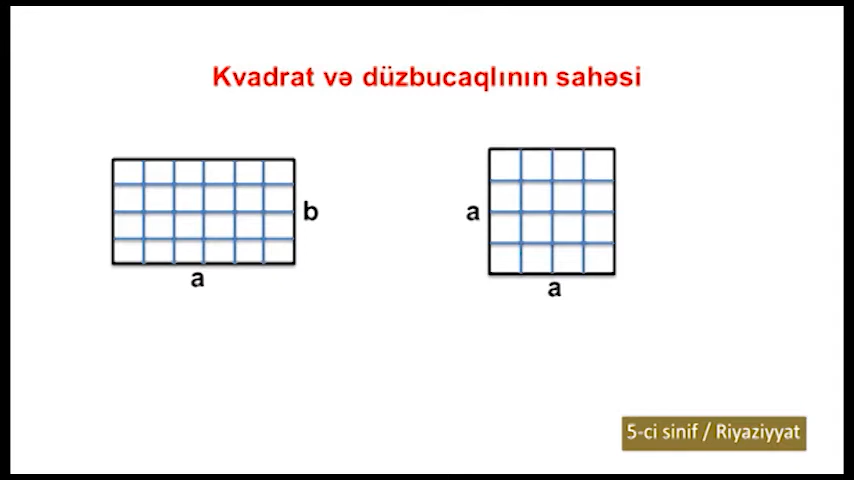 Kvadrat və düzbucaqlının sahəsi
b
a
a
a
5-ci sinif / Riyaziyyat